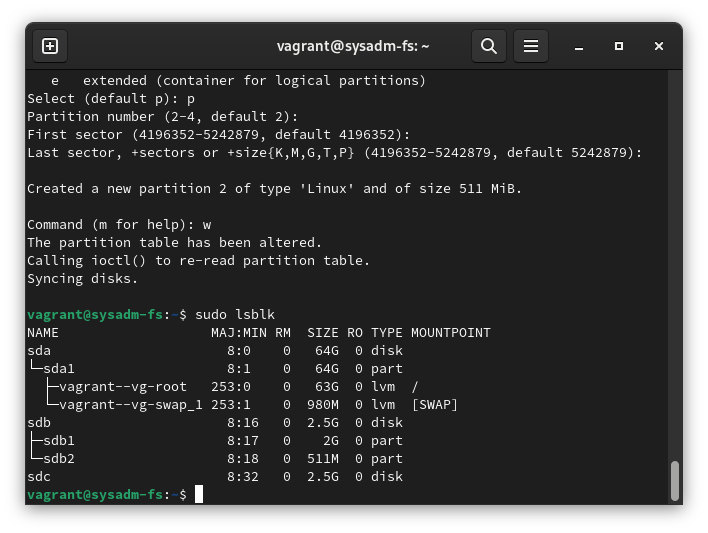 vagrant@sysadm-fs: ~
e   extended (container for logical partitions)
Select (default p): p
Partition number (2-4, default 2):
First sector (4196352-5242879, default 4196352):
Last sector, +sectors or +size{K,M,G,T,P} (4196352-5242879, default 5242879):
Created a new partition 2 of type 'Linux' and of size 511 MiB.
Command (m for help): w
The partition table has been altered.
Calling ioctl() to re-read partition table.
Syncing disks.
vagrant@sysadm-fs:~$ sudo lsblk
NAME                   MAJ:MIN RM  SIZE RO TYPE MOUNTPOINT
sda                      8:0    0   64G  0 disk
└─sda1                   8:1    0   64G  0 part
  ├─vagrant--vg-root   253:0    0   63G  0 lvm  /
  └─vagrant--vg-swap_1 253:1    0  980M  0 lvm  [SWAP]
sdb                      8:16   0  2.5G  0 disk
├─sdb1                   8:17   0    2G  0 part
└─sdb2                   8:18   0  511M  0 part
sdc                      8:32   0  2.5G  0 disk
vagrant@sysadm-fs:~$